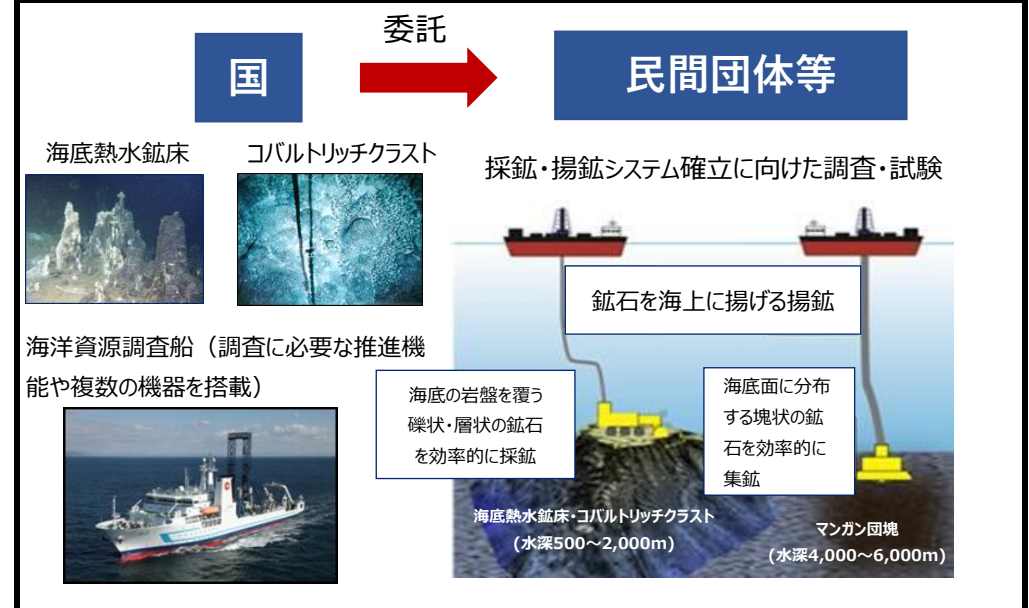 委託
国
民間団体等
海底熱水鉱床
コバルトリッチクラスト
採鉱・揚鉱システム確立に向けた調査・試験
鉱石を海上に揚げる揚鉱
海洋資源調査船（調査に必要な推進機
能や複数の機器を搭載）
海底の岩盤を覆う
礫状・層状の鉱石
を効率的に採鉱
海底面に分布
する塊状の鉱
石を効率的に
集鉱
海底熱水鉱床・コバルトリッチクラスト
(水深500～2,000m)
マンガン団塊
(水深4,000～6,000m)